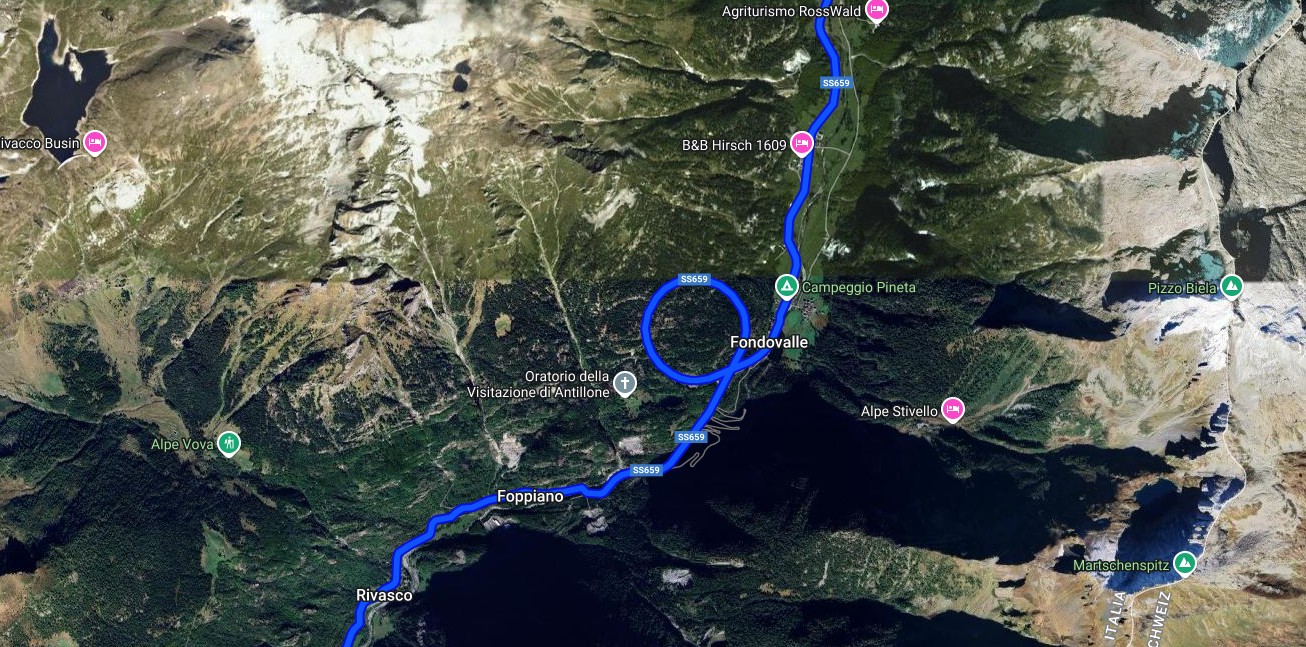 Agriturismo RossWald
SS659
ivacco Busin
B&B Hirsch 1609
SS659
Campeggio Pineta
Pizzo Biela
Fondovalle
Oratorio della
Visitazione di Antillone
Alpe Stivello
Alpe Vova
SS659
SS659
Foppiano
Martschenspitz
Rivasco
ITALIA
CHWEIZ